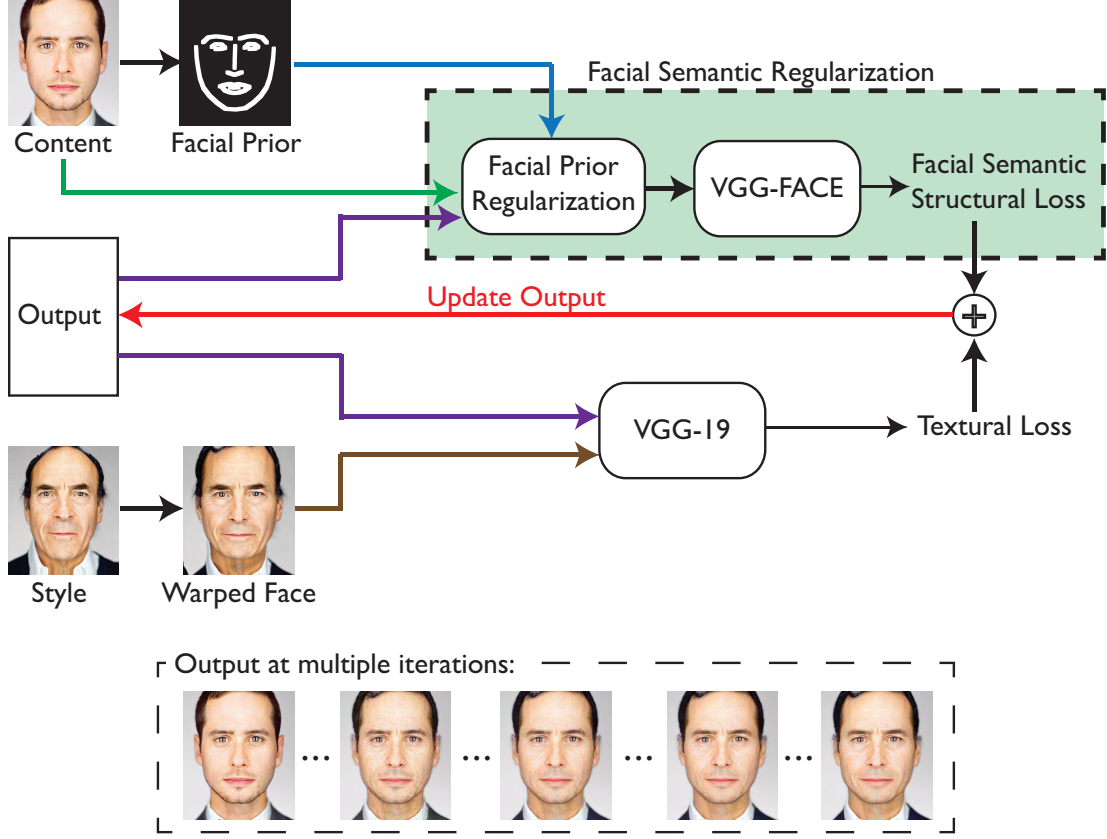 Facial Semantic Regularization
Content
Facial Prior
Facial Prior
Regularization
VGG-FACE
Facial Semantic
Structural Loss
Output
Update Output
+
VGG-19
Textural Loss
Style
Warped Face
Output at multiple iterations:
...
...
...
...